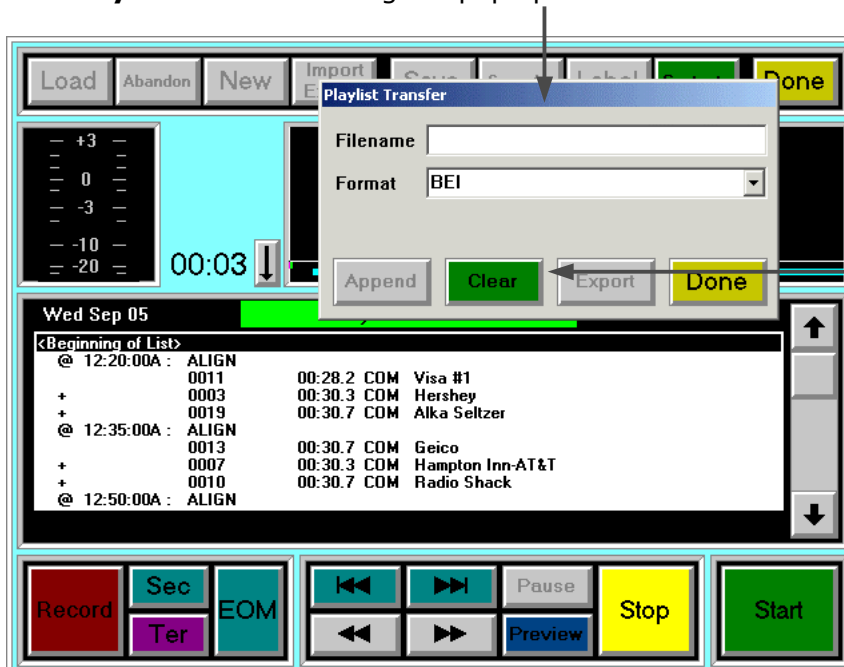 Load Abandon New Import Done
Playlist Transfer
Filename
Format BEI
Append Clear Export Done
+3
0
-3
-10
-20
00:03
Wed Sep 05
<Beginning of List>
@ 12:20:00A : ALIGN
0011 00:28.2 COM Visa #1
+ 0003 00:30.3 COM Hershey
+ 0019 00:30.7 COM Alka Seltzer
@ 12:35:00A : ALIGN
0013 00:30.7 COM Geico
+ 0007 00:30.3 COM Hampton Inn-AT&T
+ 0010 00:30.7 COM Radio Shack
@ 12:50:00A : ALIGN
Record Sec Ter EOM Pause Preview Stop Start